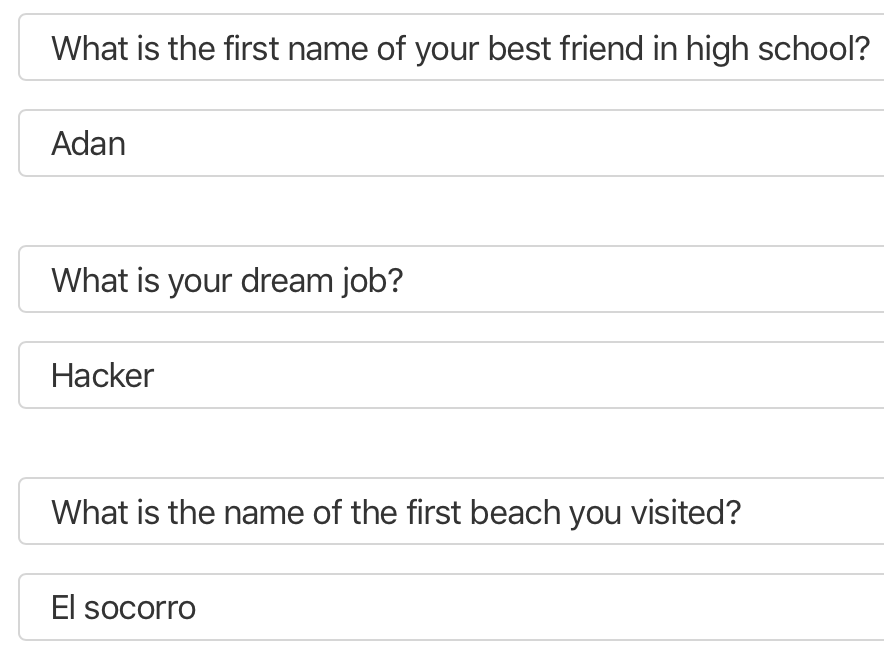 What is the first name of your best friend in high school?
Adan
What is your dream job?
Hacker
What is the name of the first beach you visited?
El socorro